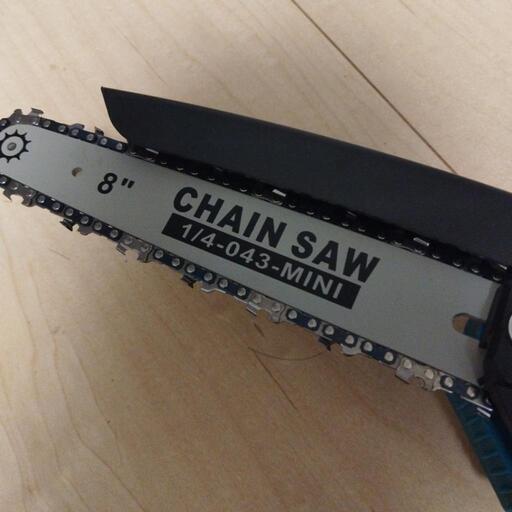 8"
CHAIN SAW
1/4-043-MINI